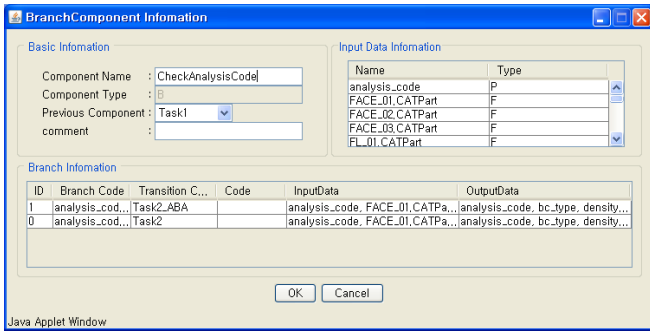 BranchComponent Infomation
Basic Infomation
Component Name : CheckAnalysisCode
Component Type : B
Previous Component : Task1
comment :
Input Data Infomation
Name Type
analysis_code P
FACE_01.CATPart F
FACE_02.CATPart F
FACE_03.CATPart F
FL_01.CATPart F
Branch Infomation
ID Branch Code Transition C... Code InputData OutputData
1 analysis_cod... Task2_ABA analysis_code, FACE_01.CATPa... analysis_code, bc_type, density...
0 analysis_cod... Task2 analysis_code, FACE_01.CATPa... analysis_code, bc_type, density...
OK Cancel
Java Applet Window